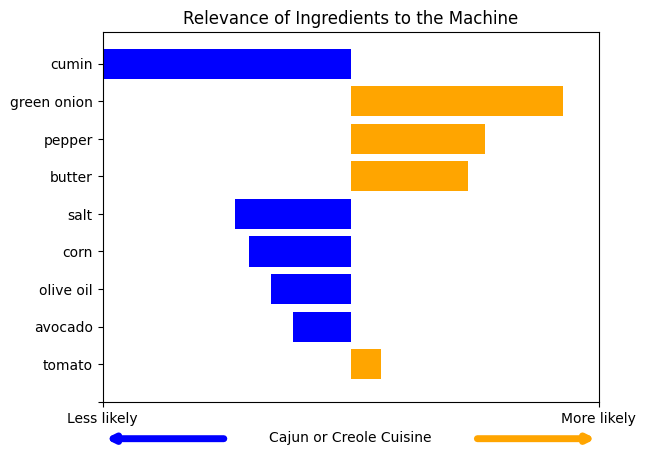 Relevance of Ingredients to the Machine
cumin
green onion
pepper
butter
salt
corn
olive oil
avocado
tomato
Less likely
More likely
Cajun or Creole Cuisine